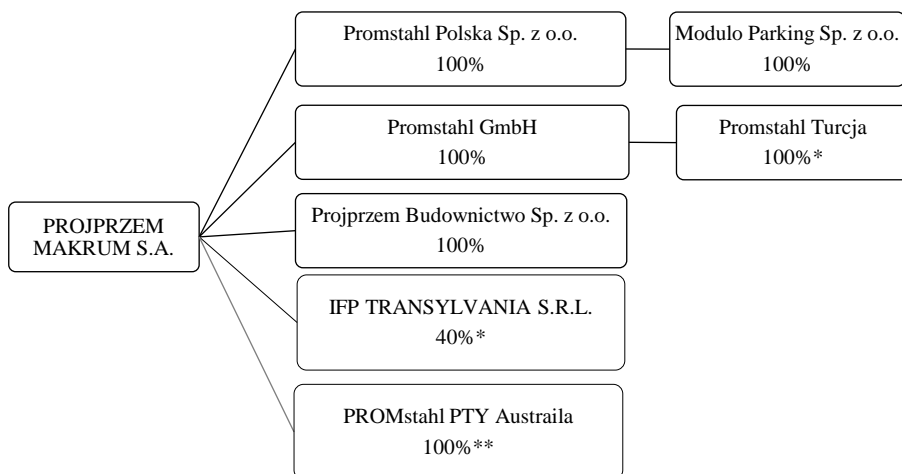 Promstahl Polska Sp. z o.o.
100%
Modulo Parking Sp. z o.o.
100%
Promstahl GmbH
100%
Promstahl Turcja
100%*
PROJPRZEM
MAKRUM S.A.
Projprzem Budownictwo Sp. z o.o.
100%
IFP TRANSYLVANIA S.R.L.
40%*
PROMstahl PTY Austraila
100%**